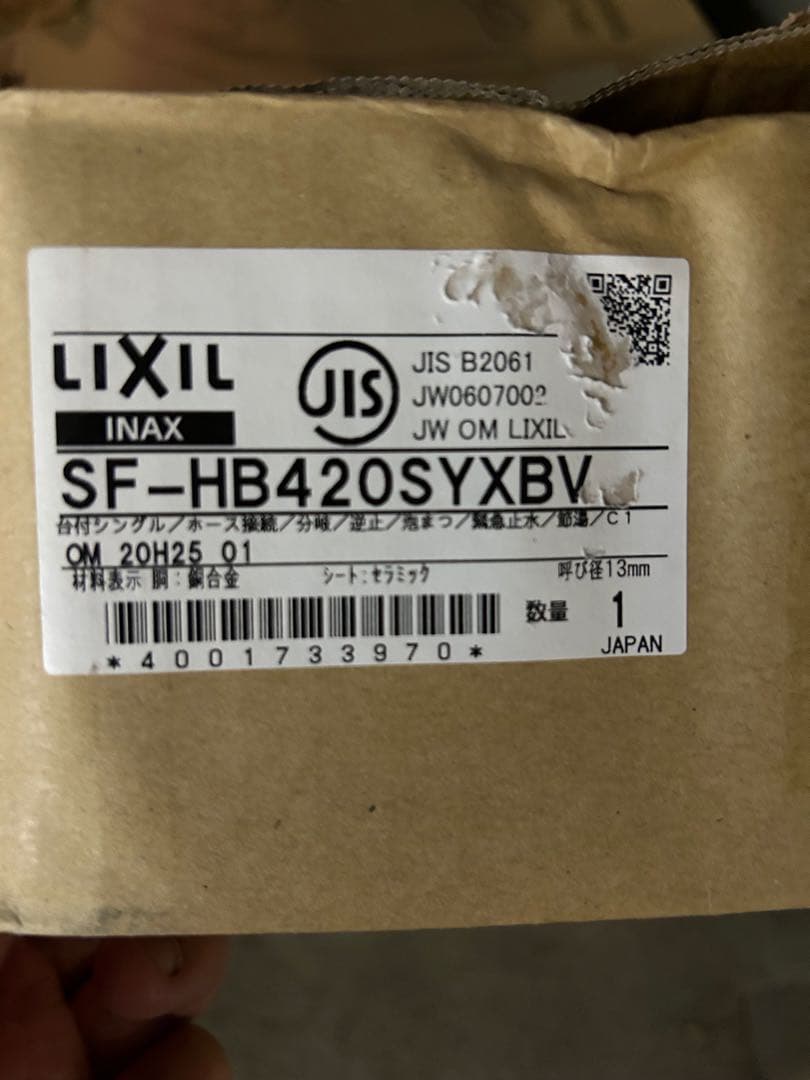 LIXIL
INAX
JIS
JIS B2061
JW0607002
JW OM LIXIL
SF-HB420SYXBV
台付シングル/ホース接続/分岐/逆止/泡まつ/緊急止水/節湯/C1
OM 20H25 01
材料表示 胴:銅合金 シート:セラミック 呼び径13mm
数量 1
*4001733970*
JAPAN